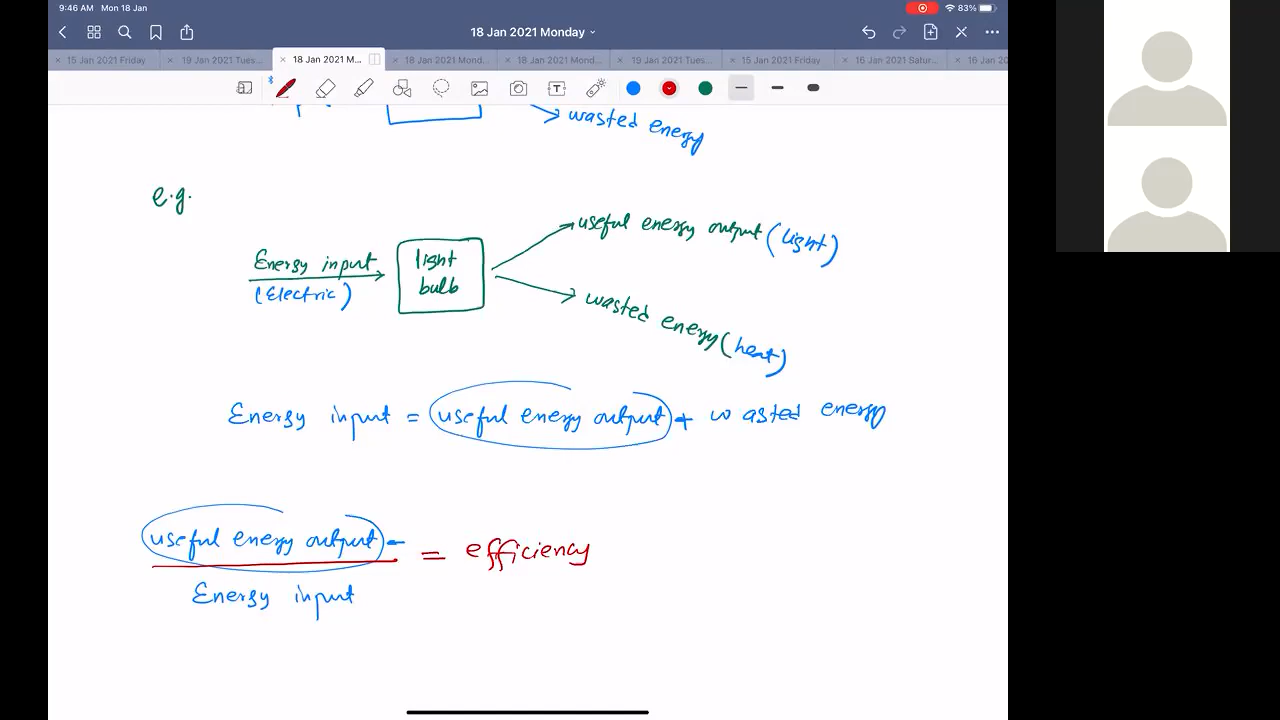 9:46 AM Mon 18 Jan
83%
18 Jan 2021 Monday
15 Jan 2021 Friday
19 Jan 2021 Tues...
18 Jan 2021 M...
18 Jan 2021 Mond...
18 Jan 2021 Mond...
19 Jan 2021 Tues...
15 Jan 2021 Friday
16 Jan 2021 Satur...
16 Jan 20
wasted energy
e.g.
useful energy output (light)
Energy input
(Electric)
light
bulb
wasted energy (heat)
Energy input = useful energy output + wasted energy
useful energy output -
= efficiency
Energy input